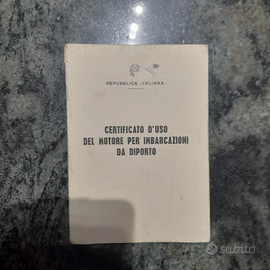 REPUBBLICA ITALIANA
CERTIFICATO D'USO
DEL MOTORE PER IMBARCAZIONI
DA DIPORTO
subito